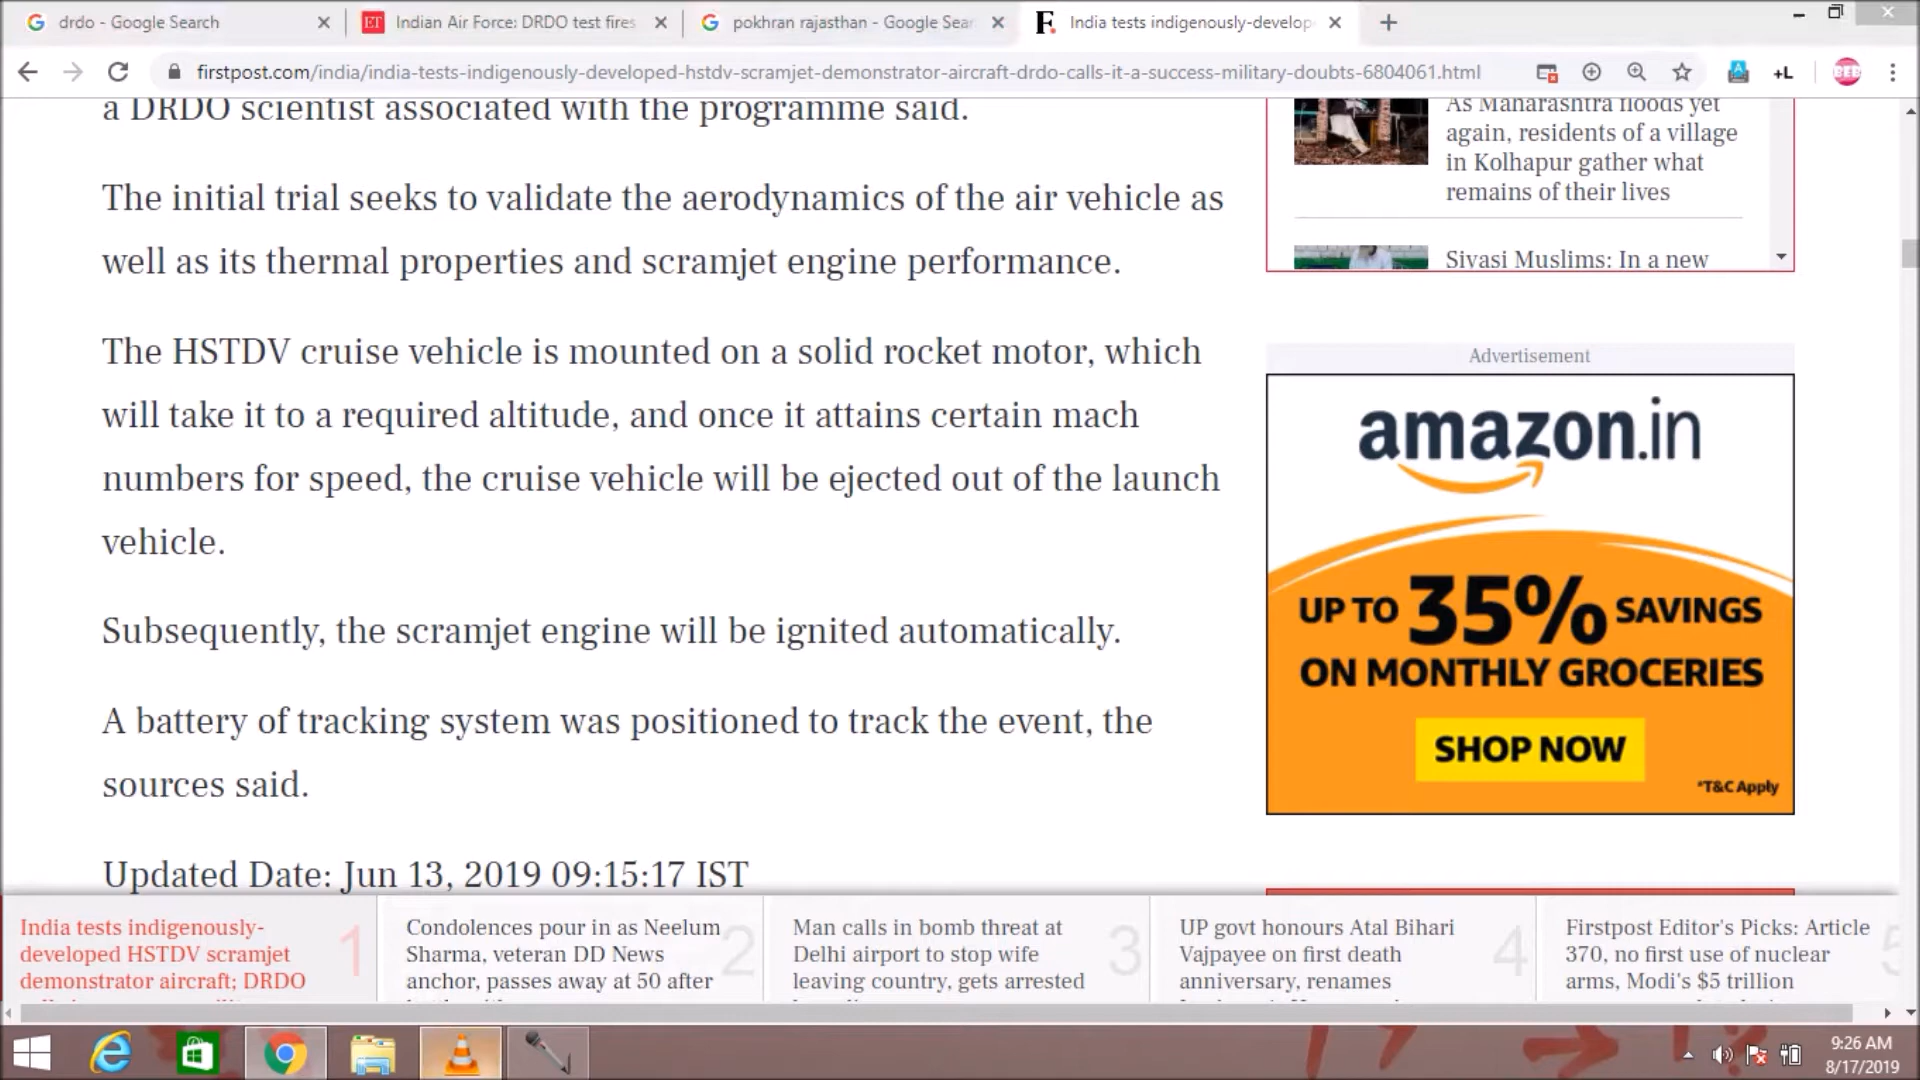 drdo - Google Search
ET Indian Air Force: DRDO test fires
pokhran rajasthan - Google Sear
F. India tests indigenously-develop
firstpost.com/india/india-tests-indigenously-developed-hstdv-scramjet-demonstrator-aircraft-drdo-calls-it-a-success-military-doubts-6804061.html
+L
a DRDO scientist associated with the programme said.
The initial trial seeks to validate the aerodynamics of the air vehicle as
well as its thermal properties and scramjet engine performance.
The HSTDV cruise vehicle is mounted on a solid rocket motor, which
will take it to a required altitude, and once it attains certain mach
numbers for speed, the cruise vehicle will be ejected out of the launch
vehicle.
Subsequently, the scramjet engine will be ignited automatically.
A battery of tracking system was positioned to track the event, the
sources said.
Updated Date: Jun 13, 2019 09:15:17 IST
As Maharashtra floods yet
again, residents of a village
in Kolhapur gather what
remains of their lives
Sivasi Muslims: In a new
Advertisement
amazon.in
UP TO 35% SAVINGS
ON MONTHLY GROCERIES
SHOP NOW
*T&C Apply
India tests indigenously-
developed HSTDV scramjet
demonstrator aircraft; DRDO
1
Condolences pour in as Neelum
Sharma, veteran DD News
anchor, passes away at 50 after
2
Man calls in bomb threat at
Delhi airport to stop wife
leaving country, gets arrested
3
UP govt honours Atal Bihari
Vajpayee on first death
anniversary, renames
4
Firstpost Editor's Picks: Article
370, no first use of nuclear
arms, Modi's $5 trillion
5
9:26 AM
8/17/2019